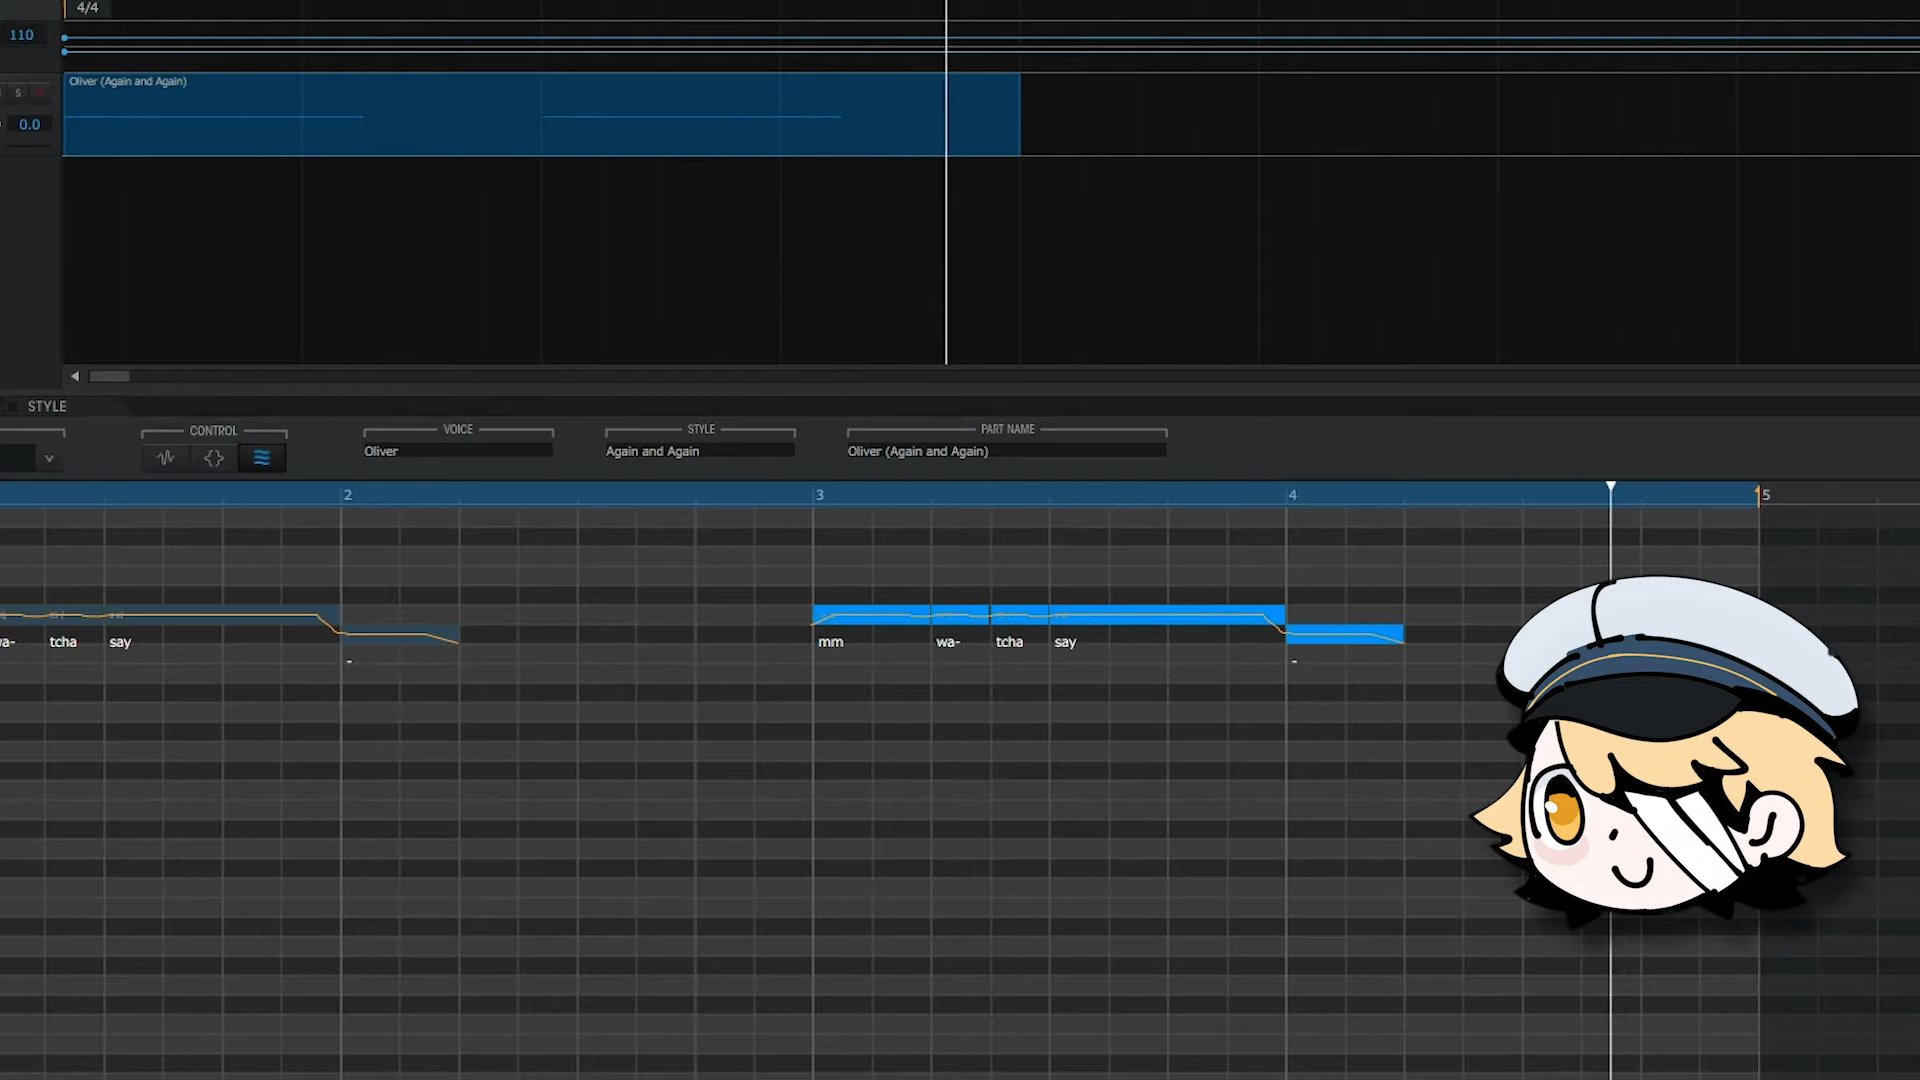 4/4
110
Oliver (Again and Again)
S
0.0
STYLE
CONTROL VOICE STYLE PART NAME
Oliver Again and Again Oliver (Again and Again)
2 3 4 5
tcha say mm wa- tcha say
- -